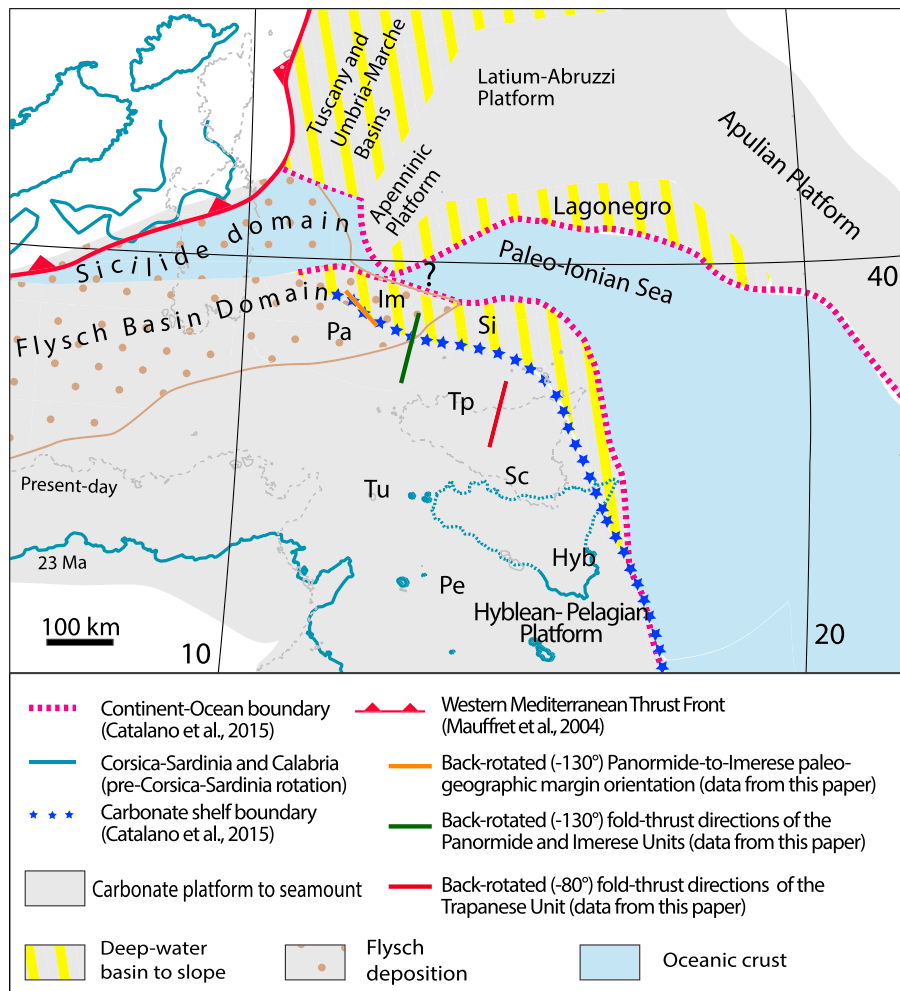 Tuscany and
Umbria-Marche
Basins
Latium-Abruzzi
Platform
Apulian Platform
Apenninic
Platform
Lagonegro
Sicilide domain
Paleo-Ionian Sea
40
?
Flysch Basin Domain
Im
Pa
Si
Tp
Sc
Tu
Present-day
23 Ma
Hyb
Pe
Hyblean- Pelagian
Platform
100 km
10
20
Continent-Ocean boundary
(Catalano et al., 2015)
Corsica-Sardinia and Calabria
(pre-Corsica-Sardinia rotation)
Carbonate shelf boundary
(Catalano et al., 2015)
Carbonate platform to seamount
Western Mediterranean Thrust Front
(Mauffret et al., 2004)
Back-rotated (-130°) Panormide-to-Imerese paleo-
geographic margin orientation (data from this paper)
Back-rotated (-130°) fold-thrust directions of the
Panormide and Imerese Units (data from this paper)
Back-rotated (-80°) fold-thrust directions of the
Trapanese Unit (data from this paper)
Deep-water
basin to slope
Flysch
deposition
Oceanic crust